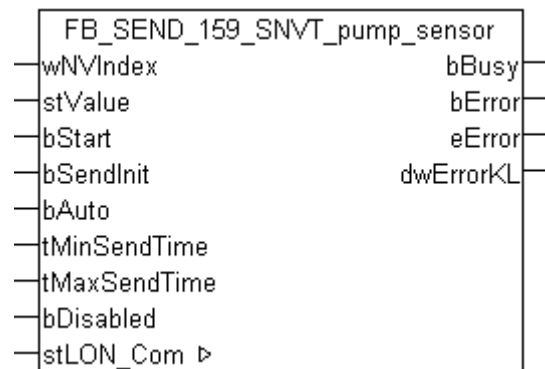 FB_SEND_159_SNVT_pump_sensor
wNVIndex bBusy
stValue bError
bStart eError
bSendInit dwErrorKL
bAuto
tMinSendTime
tMaxSendTime
bDisabled
stLON_Com ▷